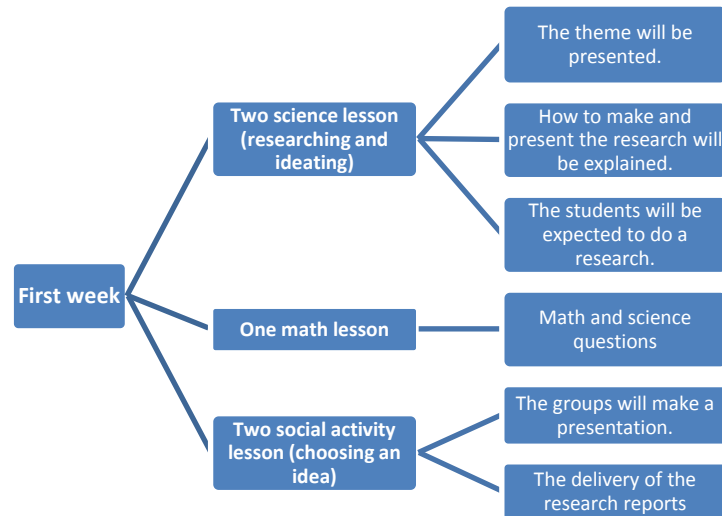 First week
Two science lesson
(researching and
ideating)
The theme will be
presented.
How to make and
present the research will
be explained.
The students will be
expected to do a
research.
One math lesson
Math and science
questions
Two social activity
lesson (choosing an
idea)
The groups will make a
presentation.
The delivery of the
research reports